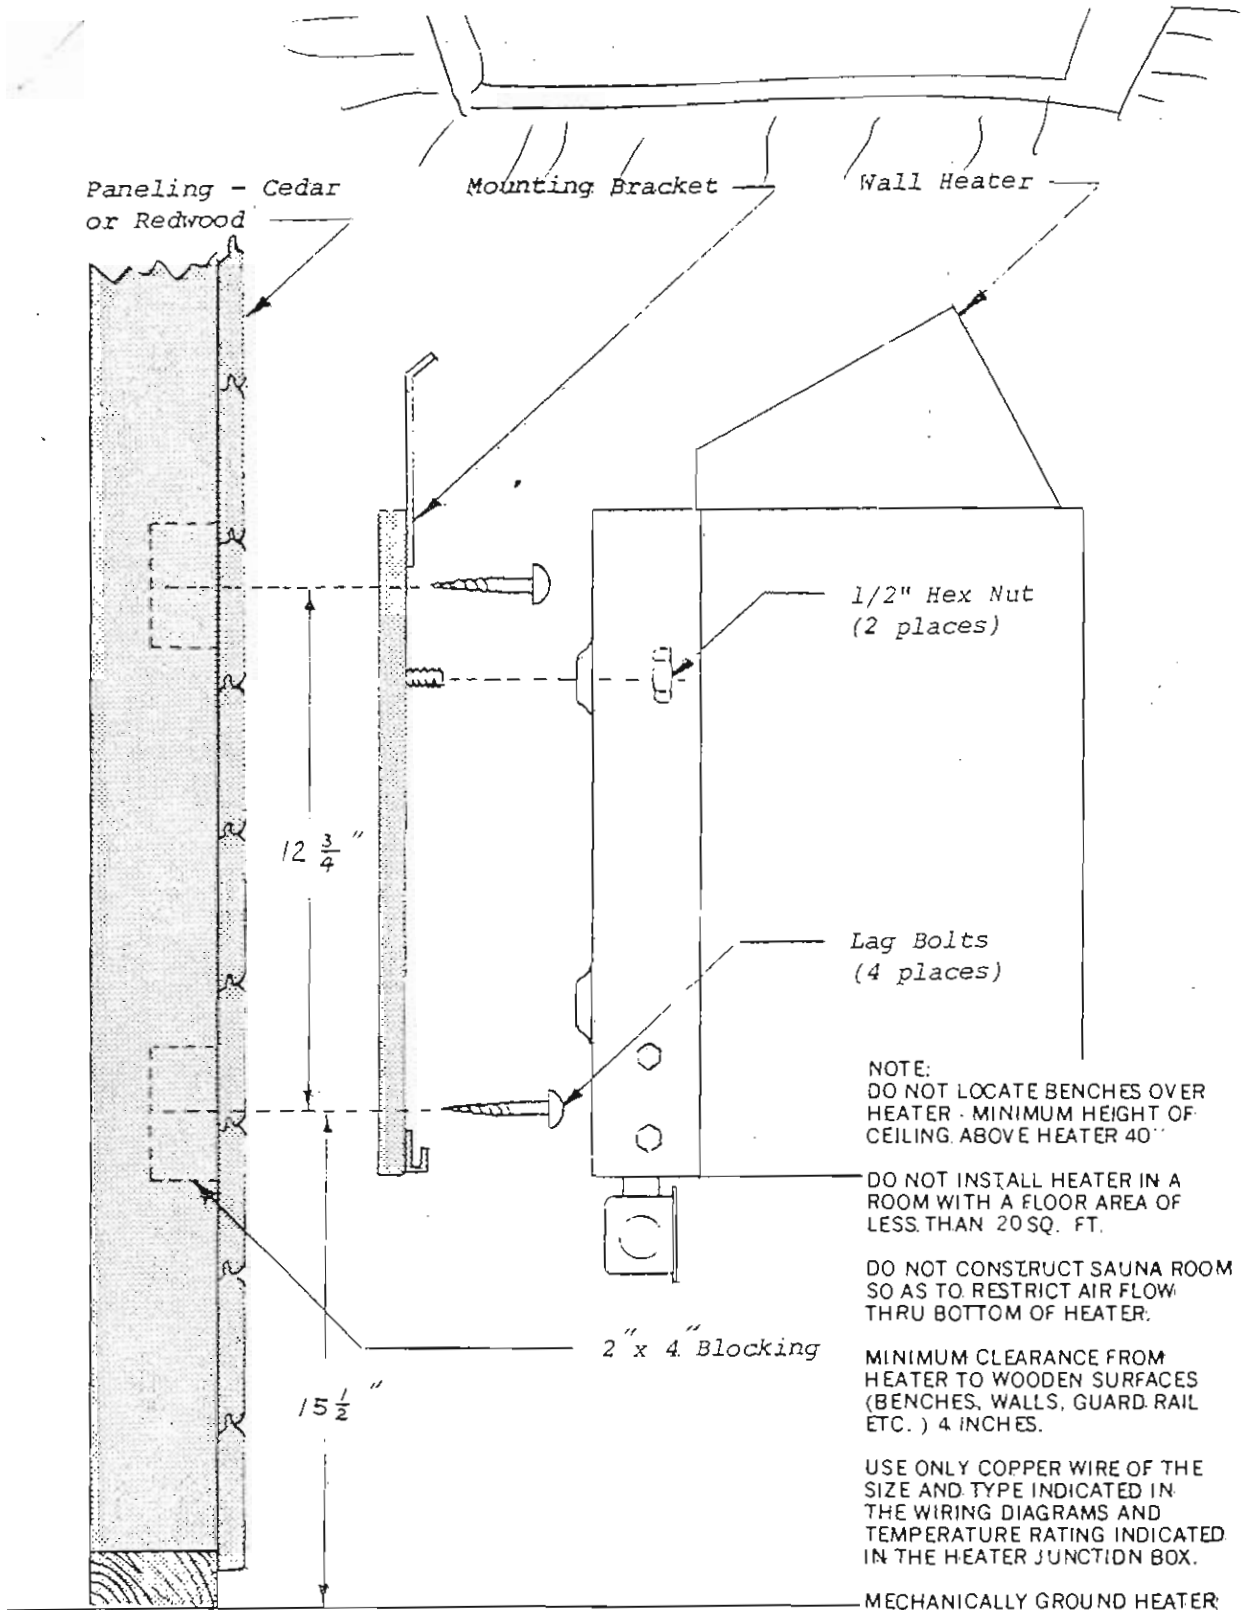 Paneling - Cedar
or Redwood
Mounting Bracket
Wall Heater
1/2" Hex Nut
(2 places)
12 3/4 "
Lag Bolts
(4 places)
2" x 4" Blocking
15 1/2 "
NOTE:
DO NOT LOCATE BENCHES OVER
HEATER - MINIMUM HEIGHT OF
CEILING ABOVE HEATER 40"
DO NOT INSTALL HEATER IN A
ROOM WITH A FLOOR AREA OF
LESS THAN 20 SQ. FT.
DO NOT CONSTRUCT SAUNA ROOM
SO AS TO RESTRICT AIR FLOW
THRU BOTTOM OF HEATER.
MINIMUM CLEARANCE FROM
HEATER TO WOODEN SURFACES
(BENCHES, WALLS, GUARD RAIL
ETC. ) 4 INCHES.
USE ONLY COPPER WIRE OF THE
SIZE AND TYPE INDICATED IN
THE WIRING DIAGRAMS AND
TEMPERATURE RATING INDICATED
IN THE HEATER JUNCTION BOX.
MECHANICALLY GROUND HEATER